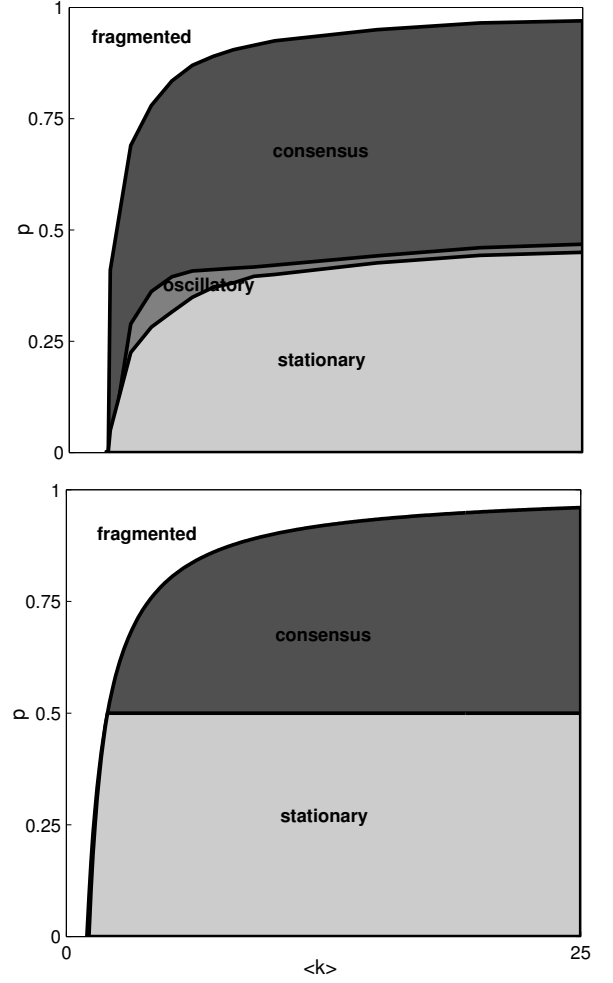 1
fragmented
0.75
consensus
p
0.5
oscillatory
0.25
stationary
0
1
fragmented
0.75
consensus
p
0.5
stationary
0.25
0
0
25
<k>